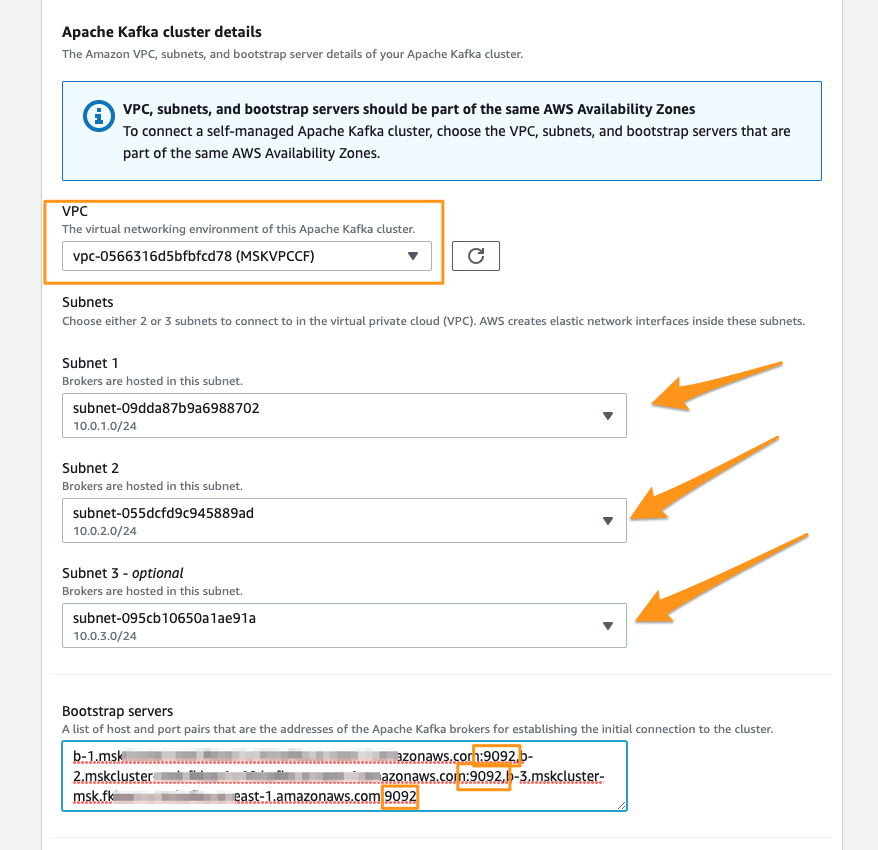 Apache Kafka cluster details
The Amazon VPC, subnets, and bootstrap server details of your Apache Kafka cluster.
VPC, subnets, and bootstrap servers should be part of the same AWS Availability Zones
To connect a self-managed Apache Kafka cluster, choose the VPC, subnets, and bootstrap servers that are
part of the same AWS Availability Zones.
VPC
The virtual networking environment of this Apache Kafka cluster.
vpc-0566316d5bfbfcd78 (MSKVPCCF)
Subnets
Choose either 2 or 3 subnets to connect to in the virtual private cloud (VPC). AWS creates elastic network interfaces inside these subnets.
Subnet 1
Brokers are hosted in this subnet.
subnet-09dda87b9a6988702
10.0.1.0/24
Subnet 2
Brokers are hosted in this subnet.
subnet-055dcfd9c945889ad
10.0.2.0/24
Subnet 3 - optional
Brokers are hosted in this subnet.
subnet-095cb10650a1ae91a
10.0.3.0/24
Bootstrap servers
A list of host and port pairs that are the addresses of the Apache Kafka brokers for establishing the initial connection to the cluster.
b-1.msk azonaws.com:9092,b-
2.mskcluster azonaws.com:9092,b-3.mskcluster-
msk.fk east-1.amazonaws.com:9092